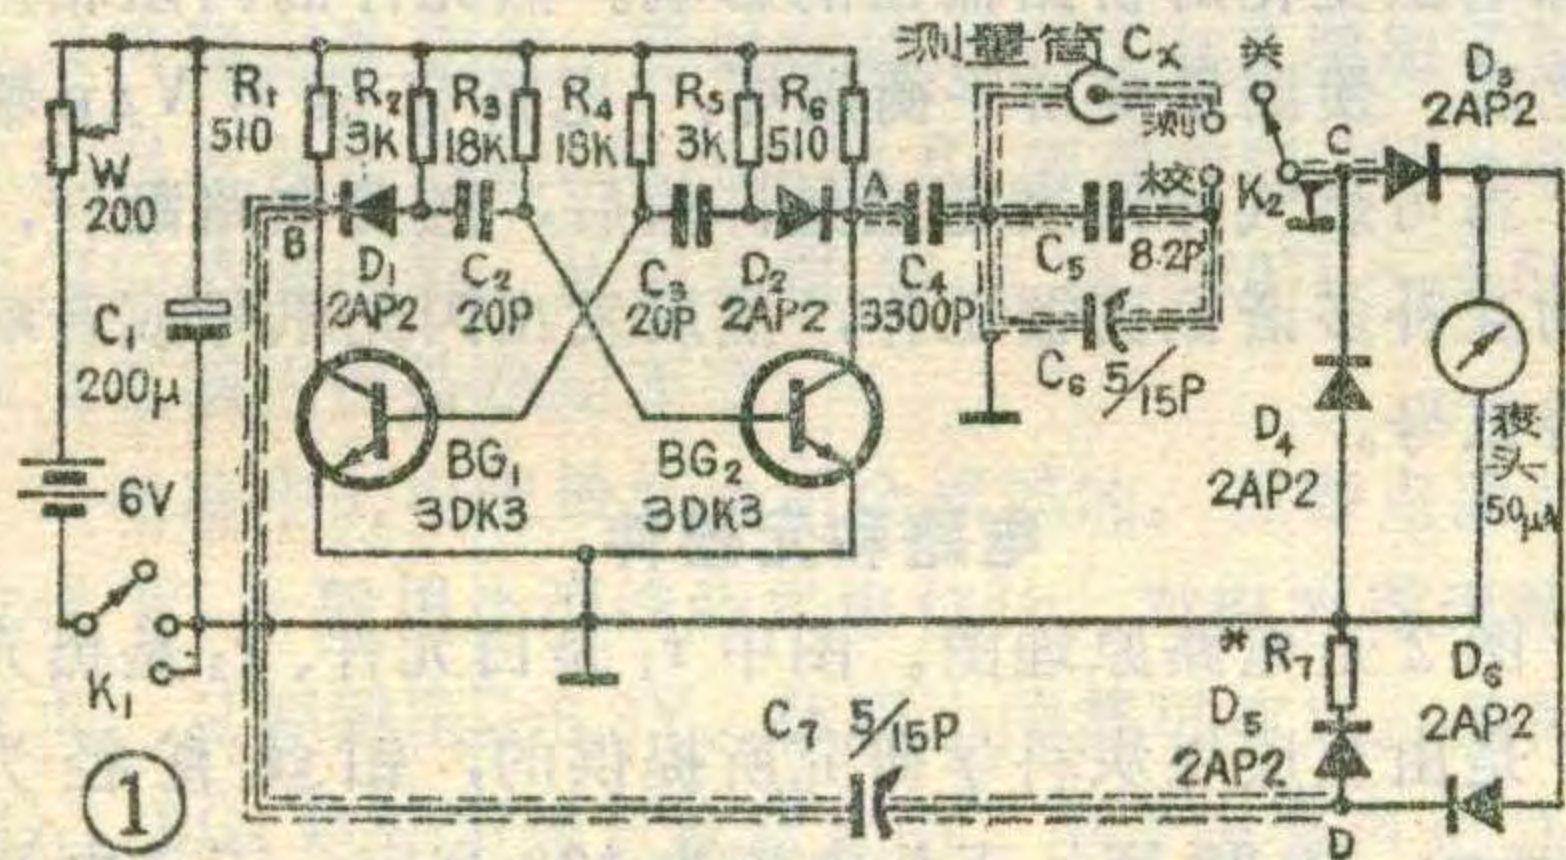 测量筒 Cx
关
D3
2AP2
R1
510
R2
3K
R3
18K
R4
18K
R5
3K
R6
510
W
200
测
校
A
C
K2
B
D1
2AP2
C2
20P
C3
20P
D2
2AP2
C4
3300P
C5
8.2P
C1
200μ
C6 5/15P
D4
2AP2
表头
50μA
6V
BG1
3DK3
BG2
3DK3
K1
* R7
D5
2AP2
D6
2AP2
C7 5/15P
D
①